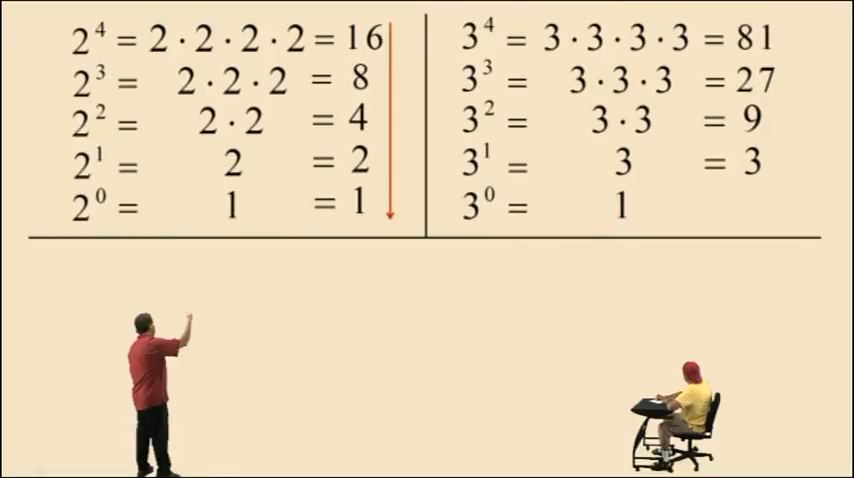 2⁴ = 2 · 2 · 2 · 2 = 16
2³ = 2 · 2 · 2 = 8
2² = 2 · 2 = 4
2¹ = 2 = 2
2⁰ = 1 = 1
3⁴ = 3 · 3 · 3 · 3 = 81
3³ = 3 · 3 · 3 = 27
3² = 3 · 3 = 9
3¹ = 3 = 3
3⁰ = 1